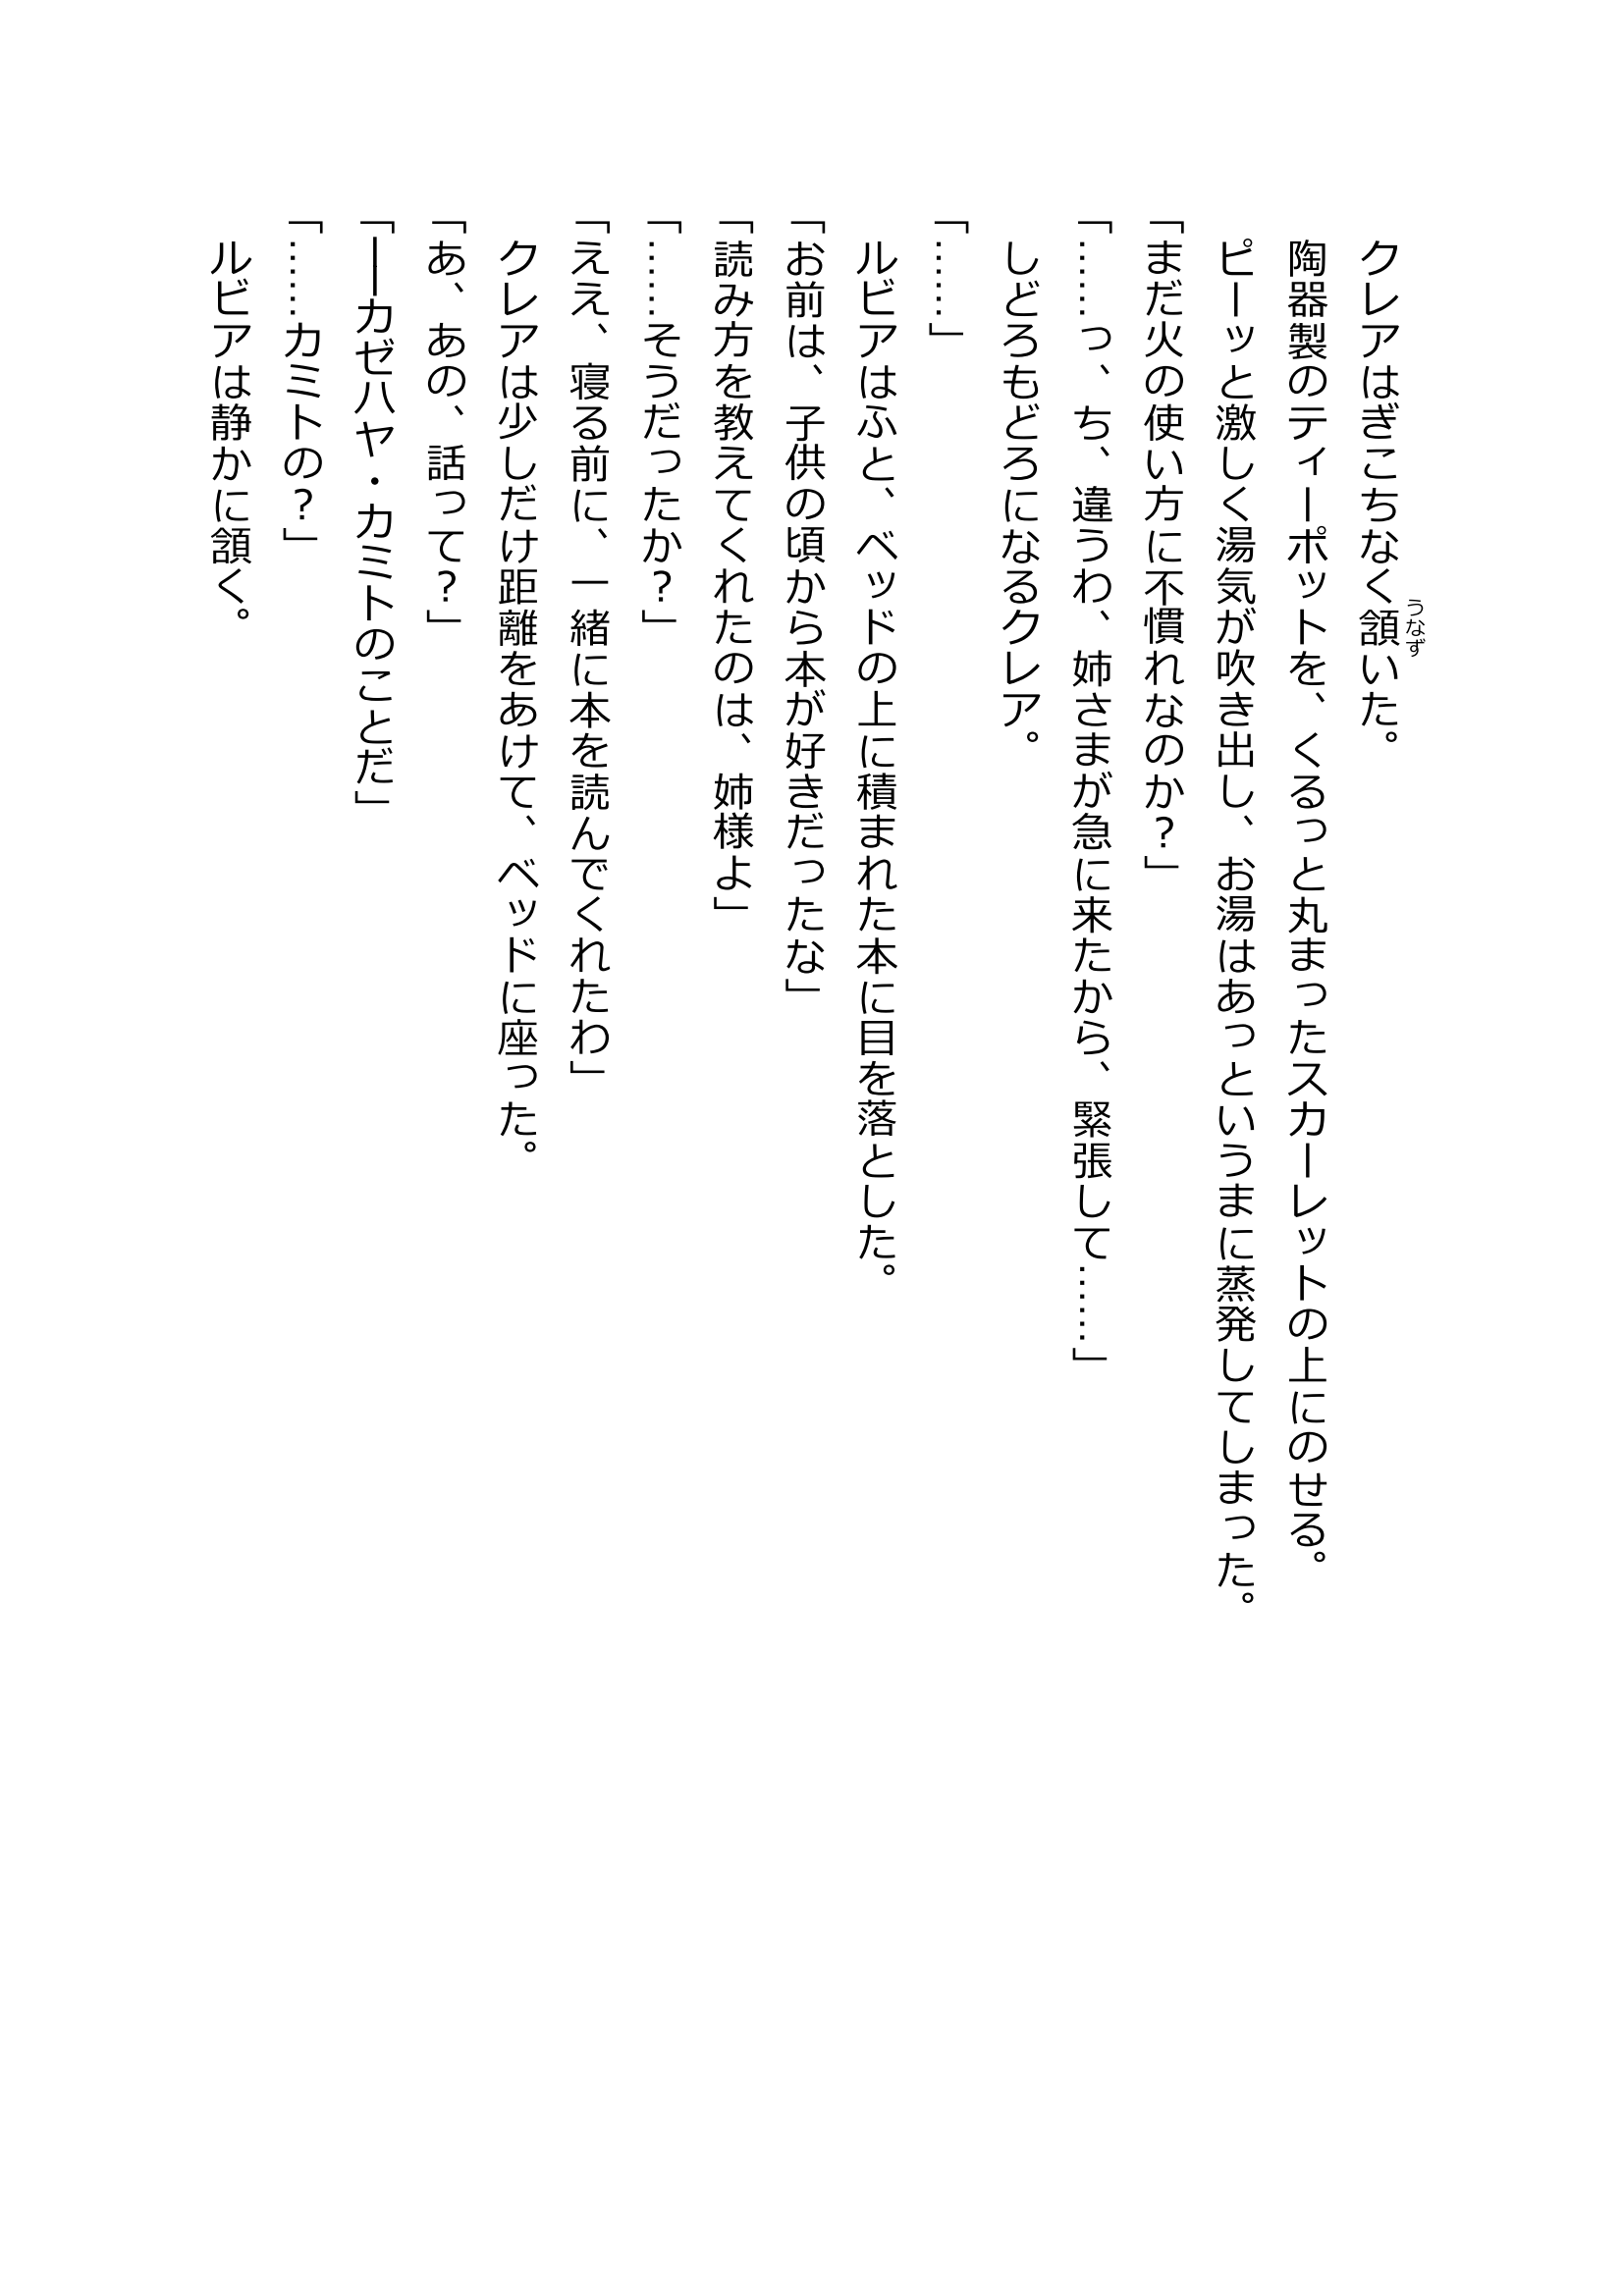 クレアはぎこちなく頷いた。
うなず
陶器製のティーポットを、くるっと丸まったスカーレットの上にのせる。
ピーッと激しく湯気が吹き出し、お湯はあっというまに蒸発してしまった。
「まだ火の使い方に不慣れなのか?」
「……っ、ち、違うわ、姉さまが急に来たから、緊張して……」
しどろもどろになるクレア。
「……」
ルビアはふと、ベッドの上に積まれた本に目を落とした。
「お前は、子供の頃から本が好きだったな」
「読み方を教えてくれたのは、姉様よ」
「……そうだったか?」
「ええ、寝る前に、一緒に本を読んでくれたわ」
クレアは少しだけ距離をあけて、ベッドに座った。
「あ、あの、話って?」
「──カゼハヤ・カミトのことだ」
「……カミトの?」
ルビアは静かに頷く。